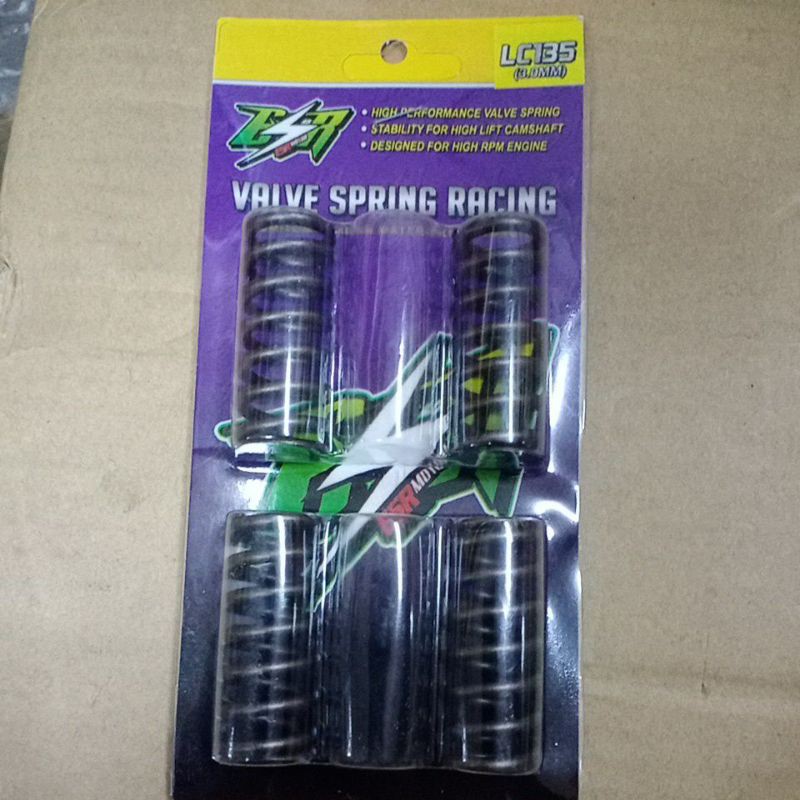 LC135
(3.0MM)
• HIGH PERFORMANCE VALVE SPRING
• STABILITY FOR HIGH LIFT CAMSHAFT
• DESIGNED FOR HIGH RPM ENGINE
VALVE SPRING RACING